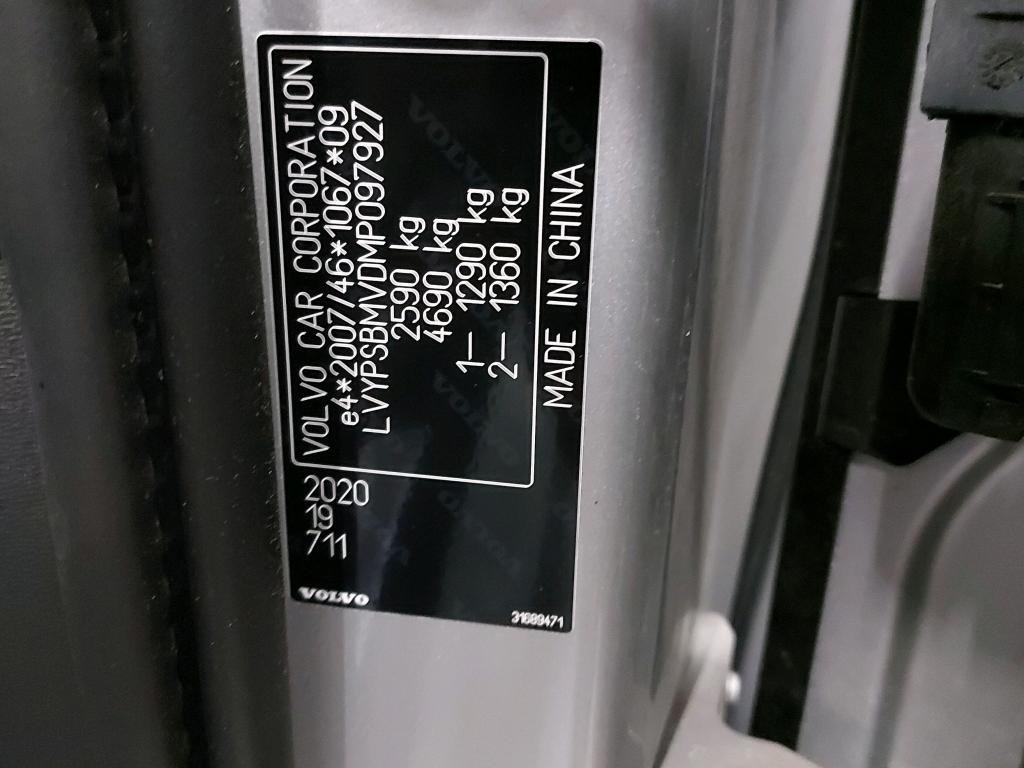 VOLVO CAR CORPORATION
e4*2007/46*1067*09
LVYPSBMVDMP097927
2590 kg
4690 kg
1— 1290 kg
2— 1360 kg
MADE IN CHINA
2020
19
711
VOLVO
31689471